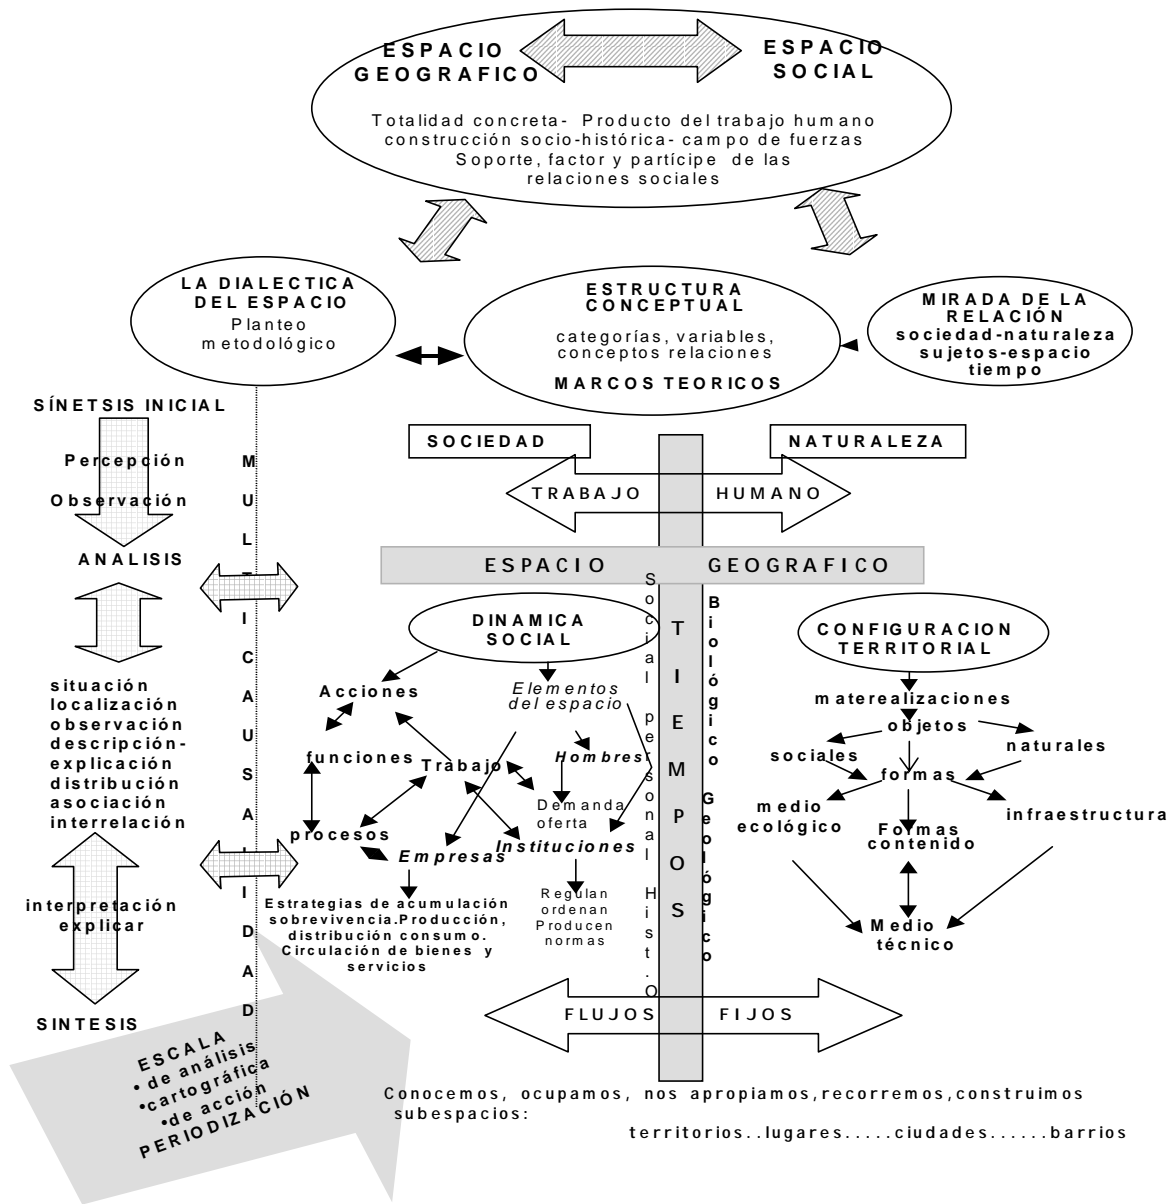 ESPACIO
GEOGRAFICO
ESPACIO
SOCIAL
Totalidad concreta- Producto del trabajo humano
construcción socio-histórica- campo de fuerzas
Soporte, factor y partícipe de las
relaciones sociales
LA DIALECTICA
DEL ESPACIO
Planteo
metodológico
ESTRUCTURA
CONCEPTUAL
categorías, variables,
conceptos relaciones
MARCOS TEORICOS
MIRADA DE LA
RELACIÓN
sociedad-naturaleza
sujetos-espacio
tiempo
SÍNETSIS INICIAL
Percepción
Observación
ANALISIS
situación
localización
observación
descripción-
explicación
distribución
asociación
interrelación
interpretación
explicar
SINTESIS
MULTICAUSALIDAD
ESCALA
• de análisis
•cartográfica
•de acción
PERIODIZACIÓN
SOCIEDAD
NATURALEZA
TRABAJO HUMANO
ESPACIO GEOGRAFICO
Social personal Hist.O
TIEMPOS
Biológico Geológico
DINAMICA
SOCIAL
Acciones
Elementos
del espacio
funciones
Trabajo
Hombres
Demanda
oferta
procesos
Empresas
Instituciones
Estrategias de acumulación
sobrevivencia.Producción,
distribución consumo.
Circulación de bienes y
servicios
Regulan
ordenan
Producen
normas
CONFIGURACION
TERRITORIAL
materealizaciones
objetos
sociales
naturales
formas
medio
ecológico
infraestructura
Formas
contenido
Medio
técnico
FLUJOS FIJOS
Conocemos, ocupamos, nos apropiamos,recorremos,construimos
subespacios:
territorios..lugares.....ciudades......barrios